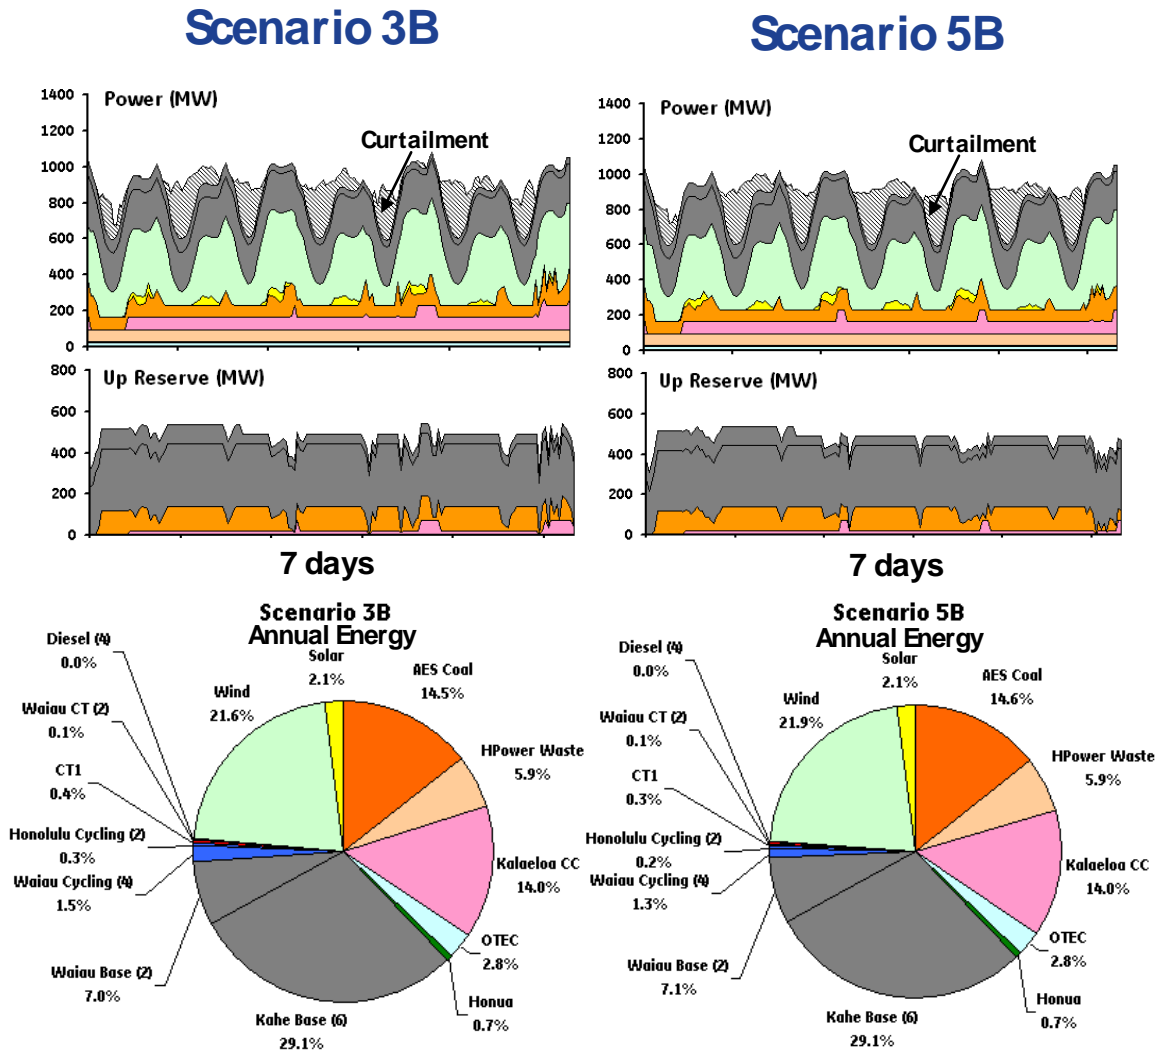 Scenario 3B
Scenario 5B
Power (MW)
Curtailment
1400
1200
1000
800
600
400
200
0
Power (MW)
Curtailment
1400
1200
1000
800
600
400
200
0
Up Reserve (MW)
800
600
400
200
0
Up Reserve (MW)
800
600
400
200
0
7 days
7 days
Scenario 3B
Annual Energy
Diesel (4)
0.0%
Solar
2.1%
AES Coal
14.5%
Wind
21.6%
Waiau CT (2)
0.1%
HPower Waste
5.9%
CT1
0.4%
Honolulu Cycling (2)
0.3%
Kalaeloa CC
14.0%
Waiau Cycling (4)
1.5%
OTEC
2.8%
Waiau Base (2)
7.0%
Honua
0.7%
Kahe Base (6)
29.1%
Scenario 5B
Annual Energy
Diesel (4)
0.0%
Solar
2.1%
AES Coal
14.6%
Wind
21.9%
Waiau CT (2)
0.1%
HPower Waste
5.9%
CT1
0.3%
Honolulu Cycling (2)
0.2%
Kalaeloa CC
14.0%
Waiau Cycling (4)
1.3%
OTEC
2.8%
Waiau Base (2)
7.1%
Honua
0.7%
Kahe Base (6)
29.1%